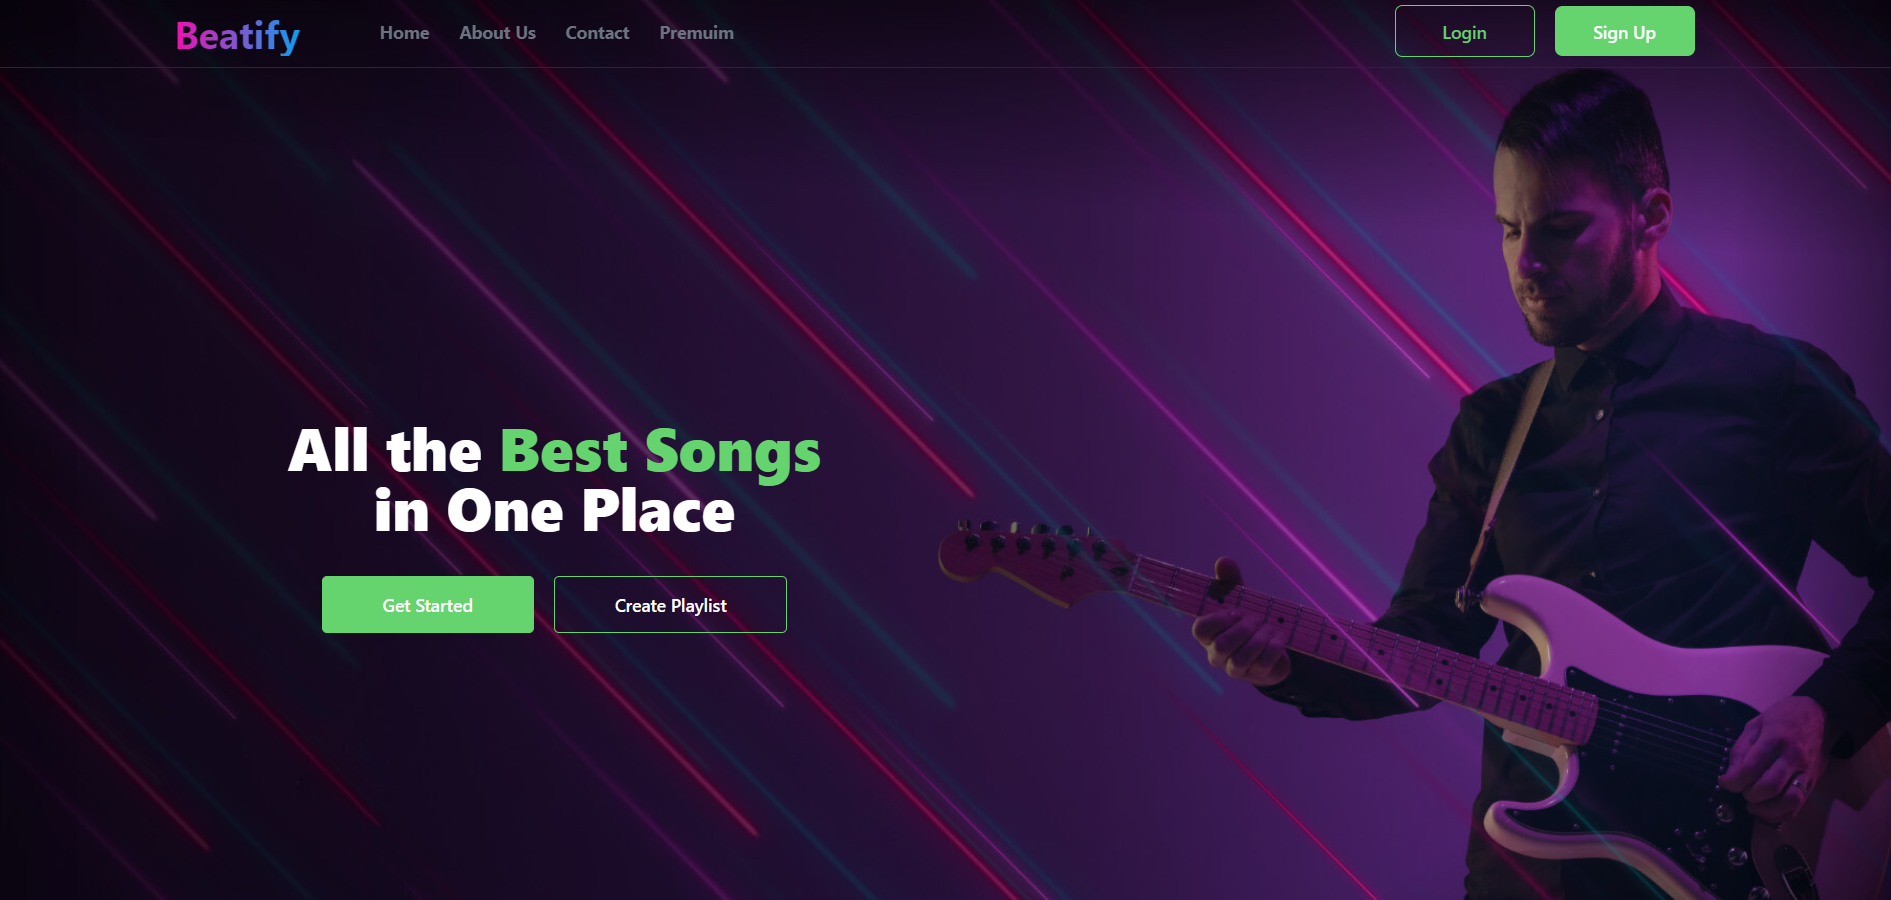 Beatify
Home About Us Contact Premuim
Login Sign Up
All the Best Songs
in One Place
Get Started Create Playlist